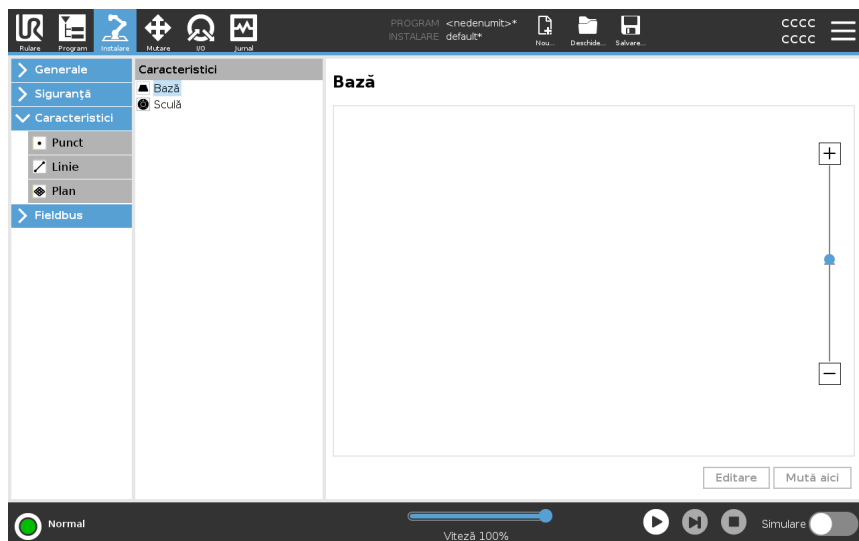 PROGRAM <nedenumit>*
INSTALARE default*
CCCC
CCCC
UR
Rulare Program Instalare Mutare I/O Jurnal Nou... Deschide... Salvare...
Generale
Siguranță
Caracteristici
Punct
Linie
Plan
Fieldbus
Caracteristici
Bază
Sculă
Bază
Editare Mută aici
Normal
Viteză 100%
Simulare